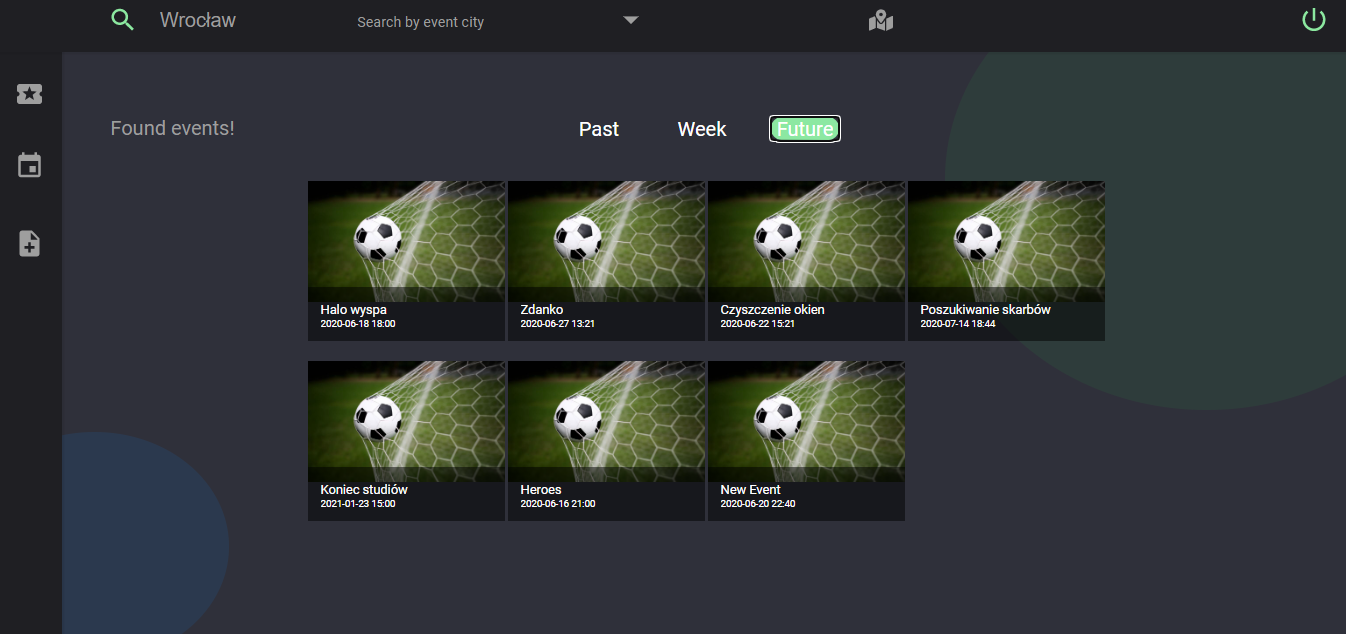 Wrocław
Search by event city
Found events!
Past
Week
Future
Halo wyspa
2020-06-18 18:00
Zdanko
2020-06-27 13:21
Czyszczenie okien
2020-06-22 15:21
Poszukiwanie skarbów
2020-07-14 18:44
Koniec studiów
2021-01-23 15:00
Heroes
2020-06-16 21:00
New Event
2020-06-20 22:40